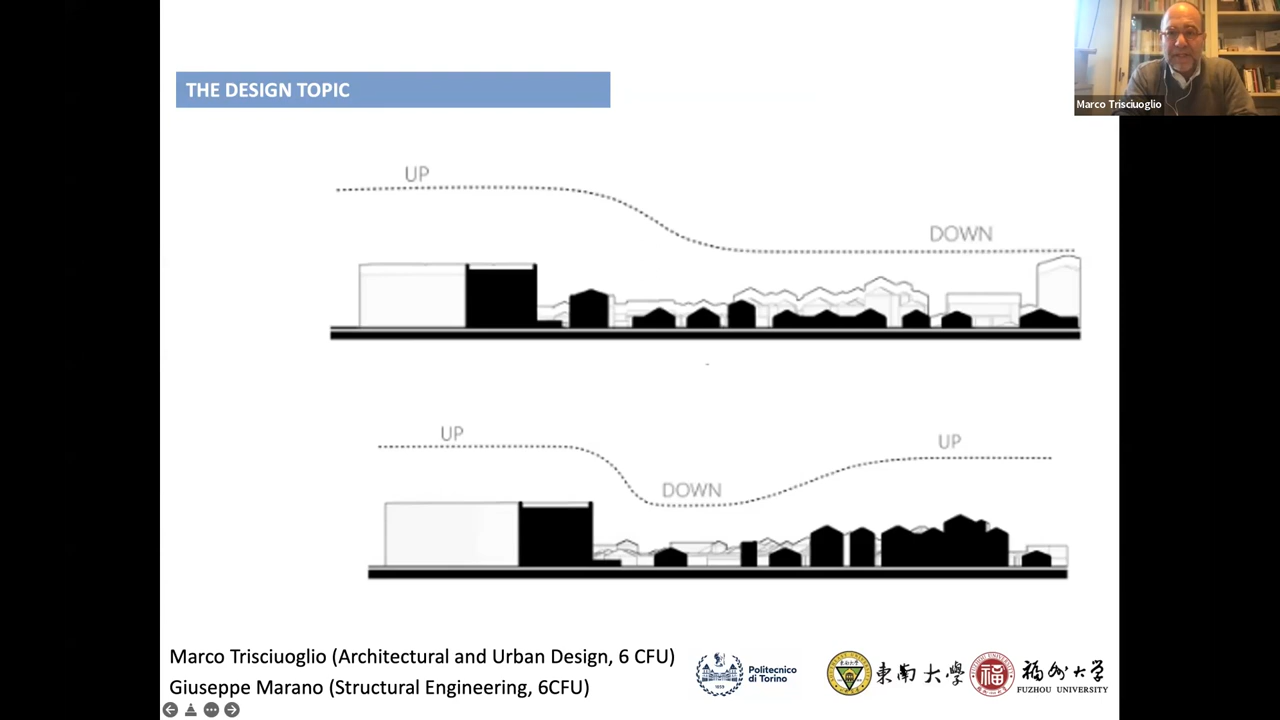 THE DESIGN TOPIC
Marco Trisciuoglio
UP
DOWN
UP
UP
DOWN
Marco Trisciuoglio (Architectural and Urban Design, 6 CFU)
Giuseppe Marano (Structural Engineering, 6CFU)
Politecnico
di Torino
東南大學
福
福州大学
FUZHOU UNIVERSITY